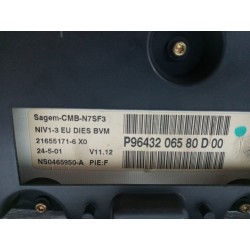 Sagem-CMB-N7SF3
NIV1-3 EU DIES BVM
21655171-6 X0
24-5-01 V11.12
NS0465950-A PIE:F
P96432 065 80 D 00